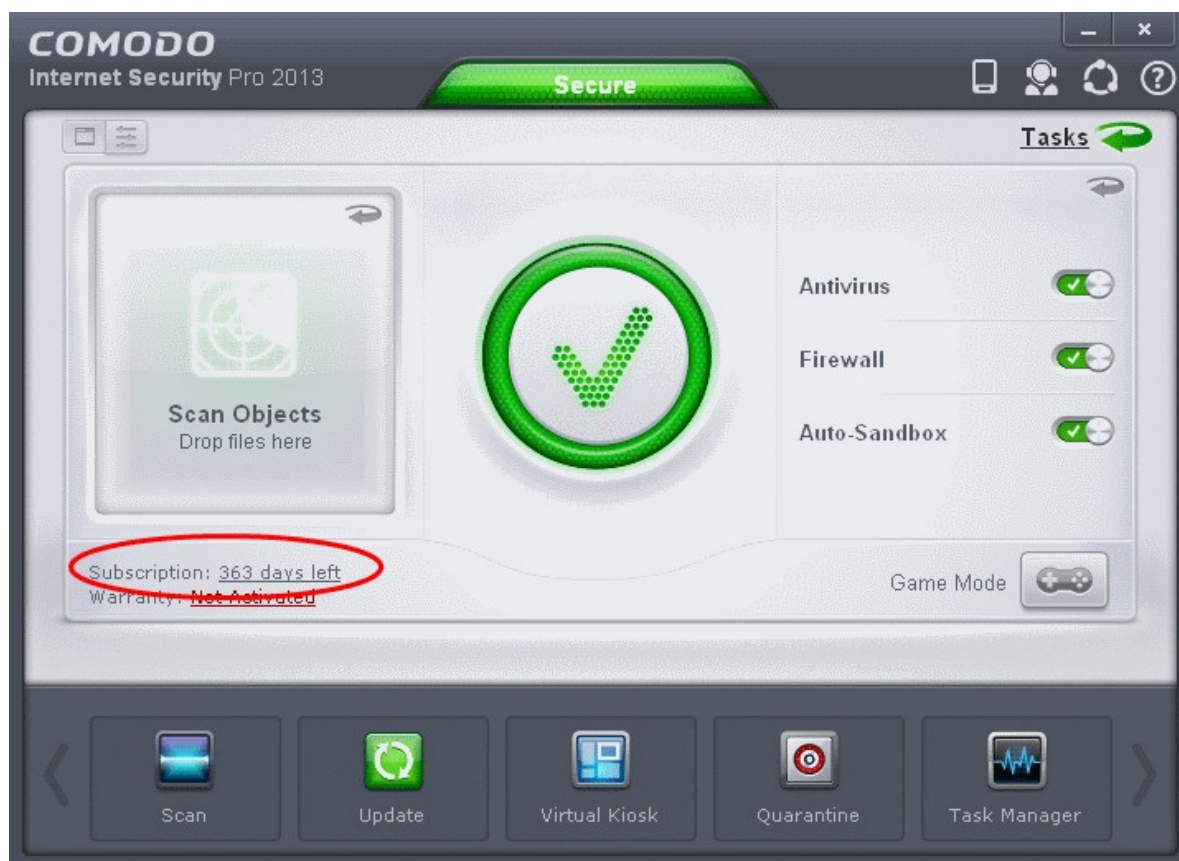 COMODO
Internet Security Pro 2013
Secure
Tasks
Scan Objects
Drop files here
Antivirus
Firewall
Auto-Sandbox
Subscription: 363 days left
Warranty: Not Activated
Game Mode
Scan
Update
Virtual Kiosk
Quarantine
Task Manager